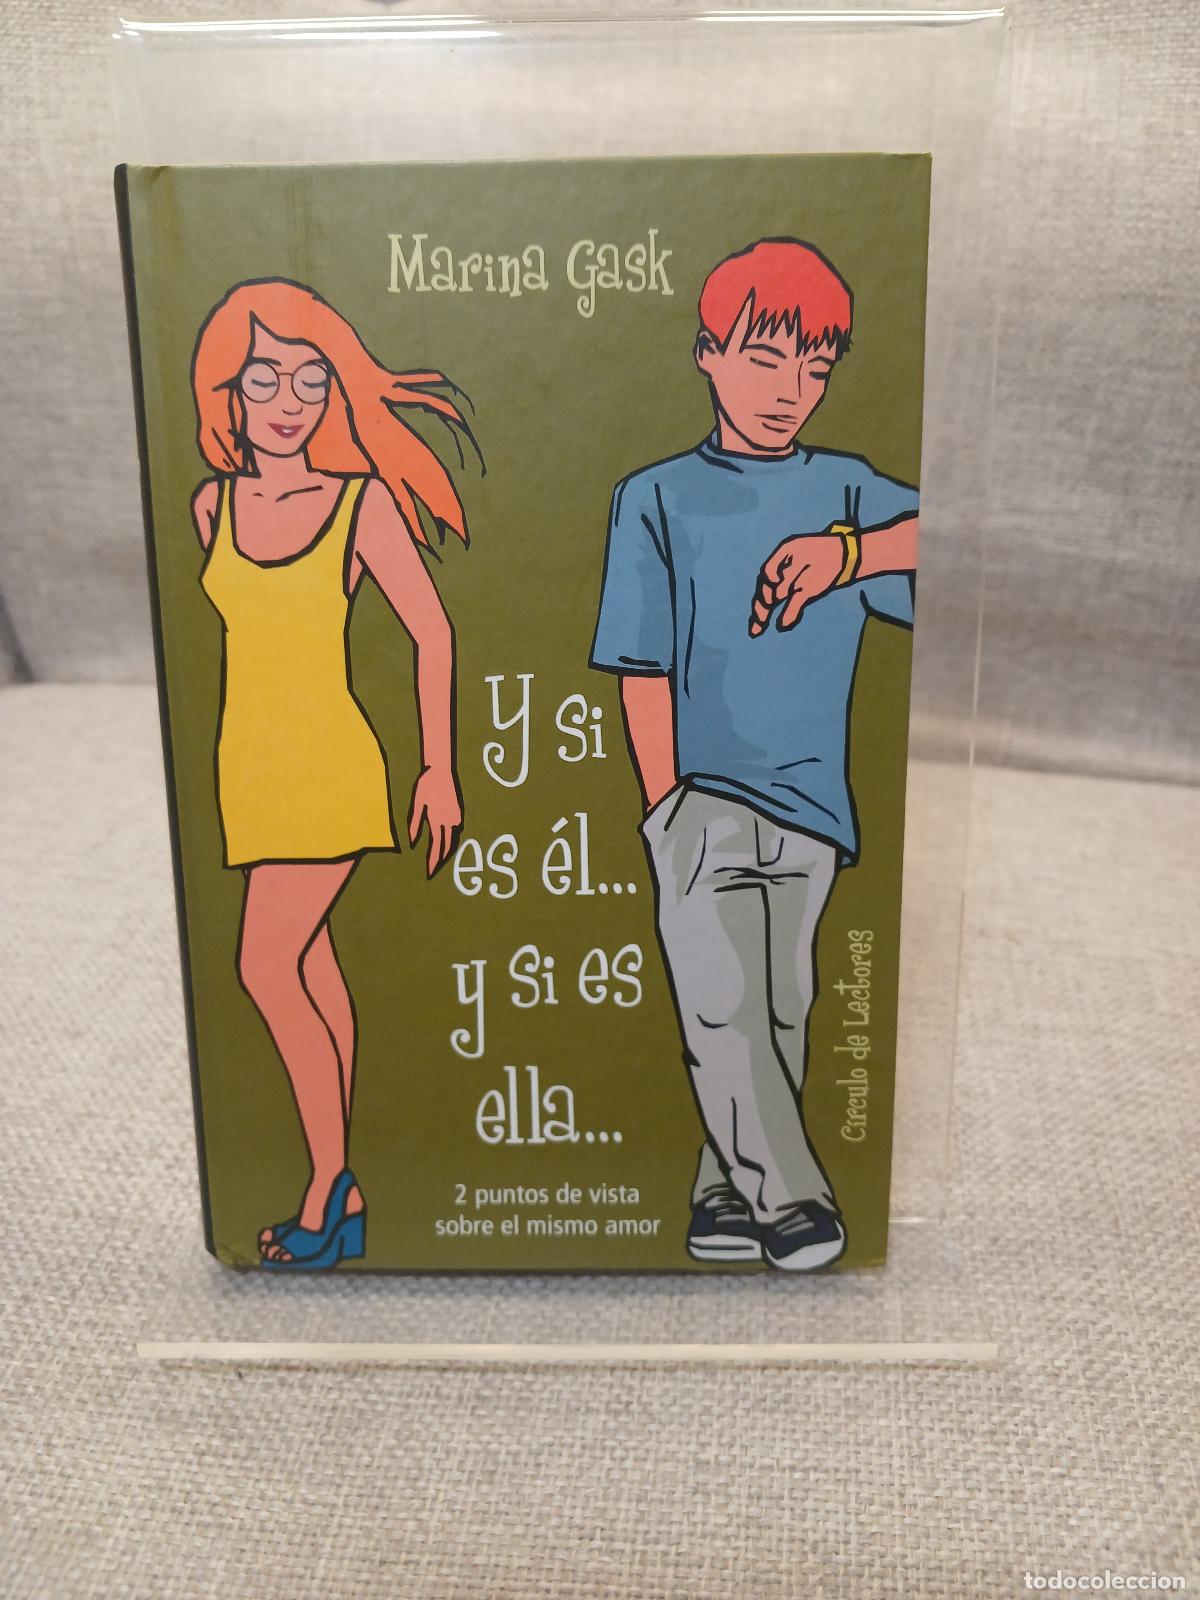 Marina Gask
Y si
es él...
y si es
ella...
2 puntos de vista
sobre el mismo amor
Círculo de Lectores
todocoleccion